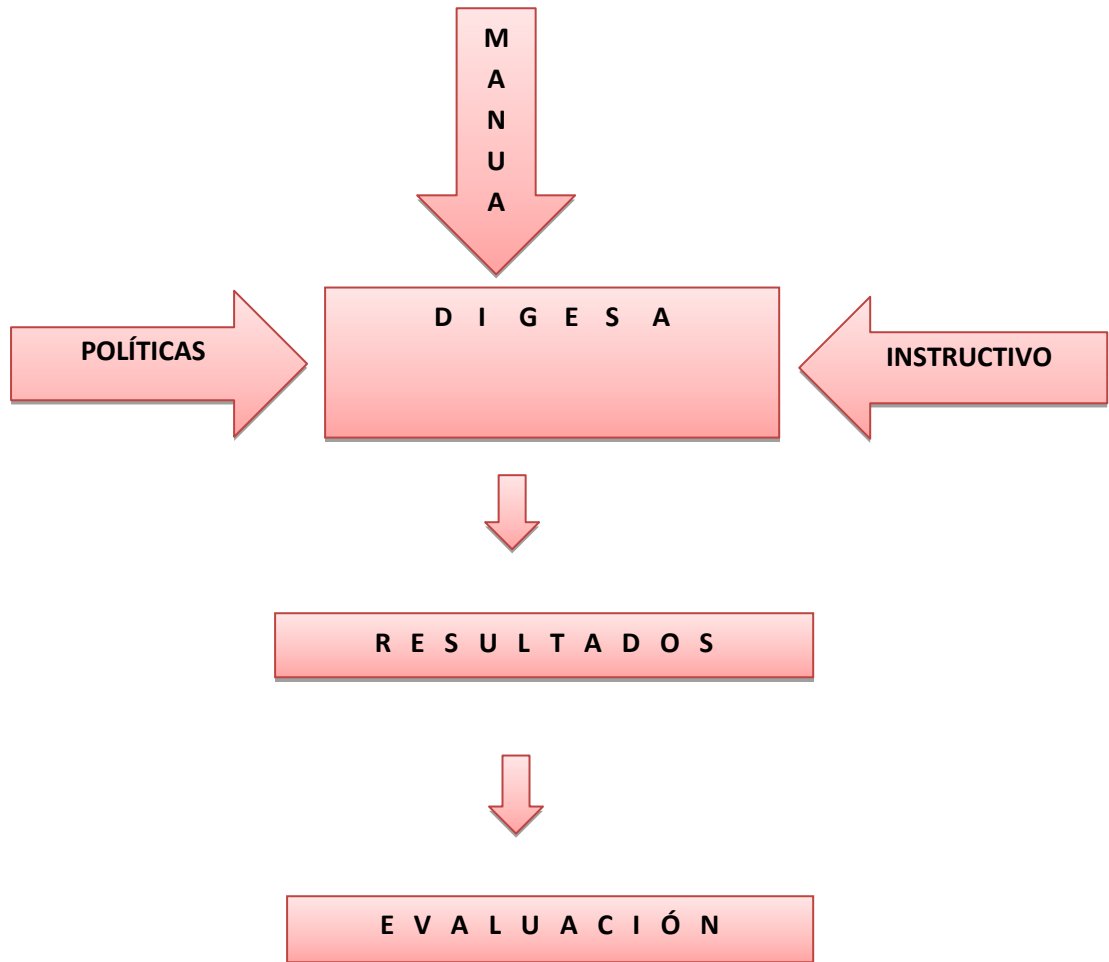 M
A
N
U
A
D I G E S A
POLÍTICAS
INSTRUCTIVO
R E S U L T A D O S
E V A L U A C I Ó N